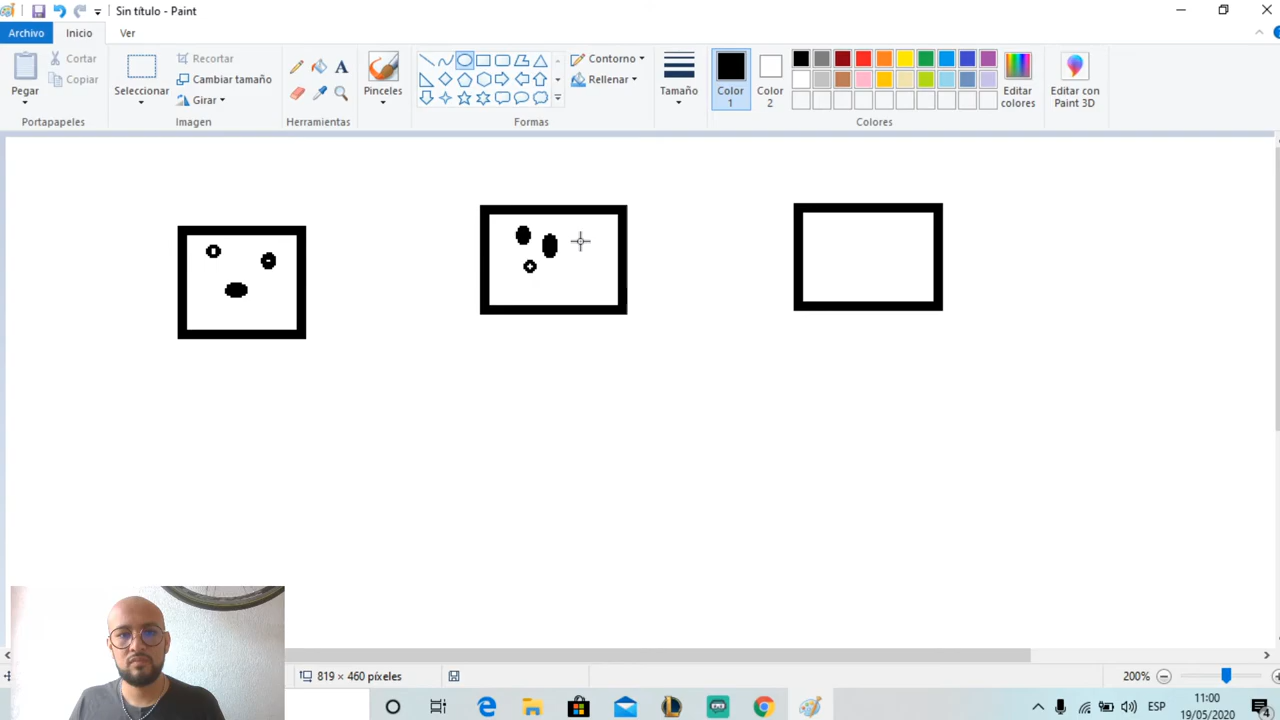 Sin título - Paint
Archivo Inicio Ver
Pegar
Cortar
Copiar
Portapapeles
Seleccionar
Recortar
Cambiar tamaño
Girar
Imagen
A
Herramientas
Pinceles
Contorno
Rellenar
Formas
Tamaño
Color 1
Color 2
Editar colores
Colores
Editar con Paint 3D
819 × 460 píxeles
200%
ESP
11:00
19/05/2020
4